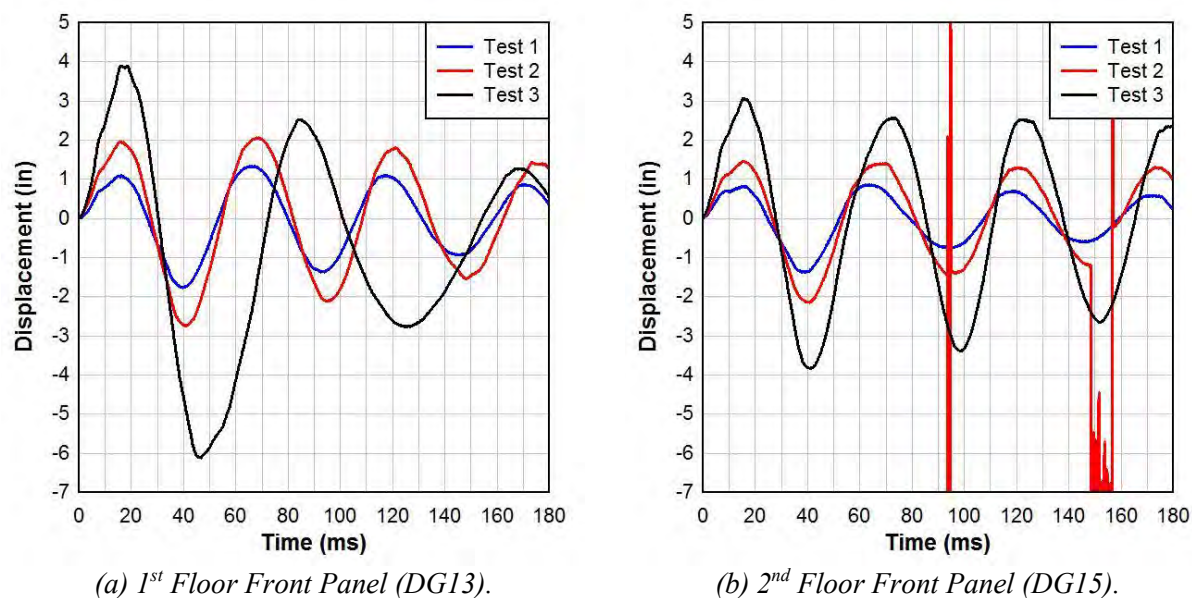 5
4
3
2
1
0
-1
-2
-3
-4
-5
-6
-7
Displacement (in)
Test 1
Test 2
Test 3
0 20 40 60 80 100 120 140 160 180
Time (ms)
(a) 1st Floor Front Panel (DG13).
5
4
3
2
1
0
-1
-2
-3
-4
-5
-6
-7
Displacement (in)
Test 1
Test 2
Test 3
0 20 40 60 80 100 120 140 160 180
Time (ms)
(b) 2nd Floor Front Panel (DG15).